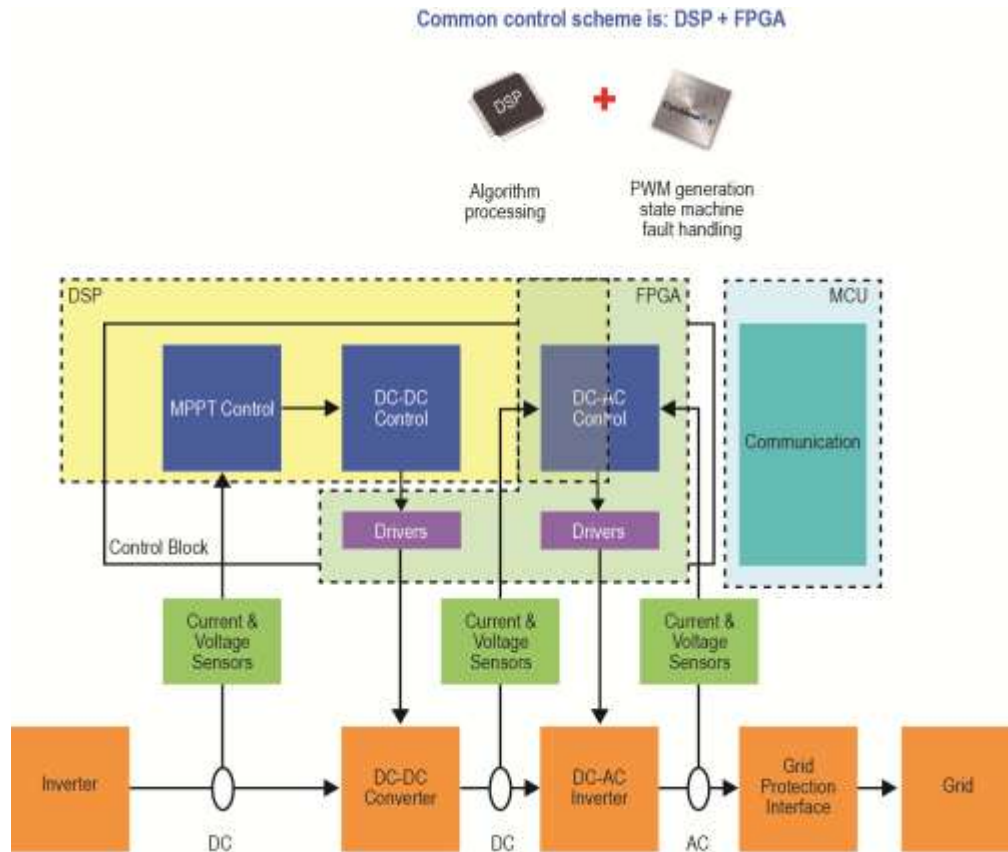 Common control scheme is: DSP + FPGA
DSP
Algorithm
processing
PWM generation
state machine
fault handling
DSP
FPGA
MCU
MPPT Control
DC-DC
Control
DC-AC
Control
Communication
Drivers
Drivers
Control Block
Current &
Voltage
Sensors
Current &
Voltage
Sensors
Current &
Voltage
Sensors
Inverter
DC-DC
Converter
DC-AC
Inverter
Grid
Protection
Interface
Grid
DC
DC
AC